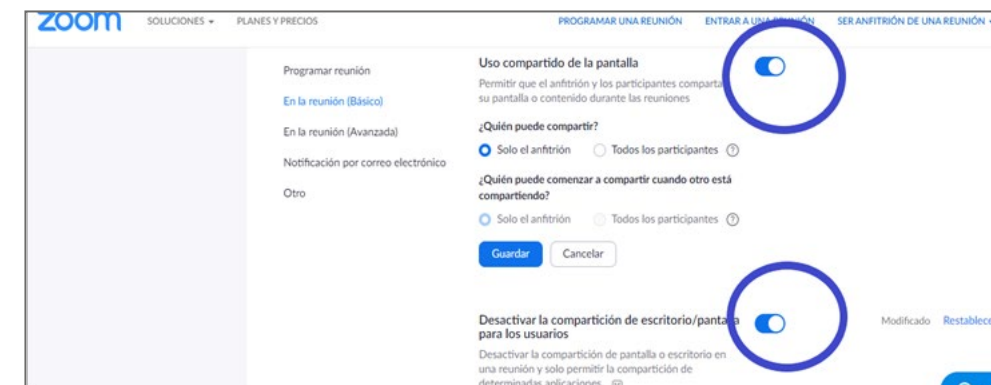 zoom SOLUCIONES PLANES Y PRECIOS PROGRAMAR UNA REUNIÓN ENTRAR A UNA REUNIÓN SER ANFITRIÓN DE UNA REUNIÓN
Programar reunión
En la reunión (Básico)
En la reunión (Avanzada)
Notificación por correo electrónico
Otro
Uso compartido de la pantalla
Permitir que el anfitrión y los participantes comparta
su pantalla o contenido durante las reuniones
¿Quién puede compartir?
Solo el anfitrión Todos los participantes ?
¿Quién puede comenzar a compartir cuando otro está
compartiendo?
Solo el anfitrión Todos los participantes ?
Guardar Cancelar
Desactivar la compartición de escritorio/pantalla
para los usuarios
Modificado Restablece
Desactivar la compartición de pantalla o escritorio en
una reunión y solo permitir la compartición de
determinadas aplicaciones.